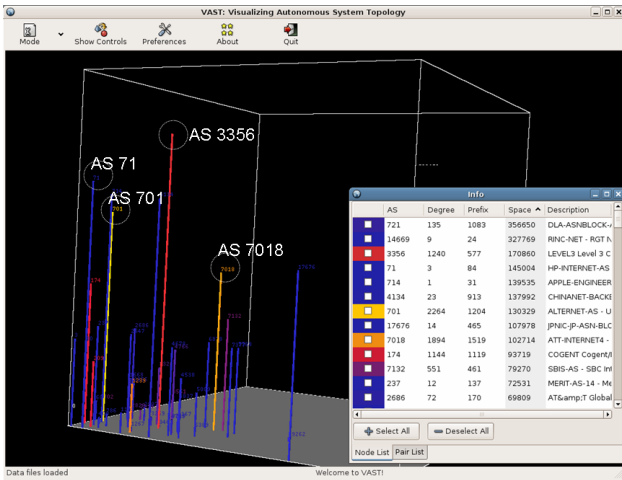 VAST: Visualizing Autonomous System Topology
Mode Show Controls Preferences About Quit
AS 3356
AS 71
AS 701
701
AS 7018
7018
17676
174
7132
Info
AS Degree Prefix Space Description
721 135 1083 356650 DLA-ASNBLOCK-
14669 9 24 327769 RINC-NET - RGT N
3356 1240 577 170860 LEVEL3 Level 3 C
71 3 84 145004 HP-INTERNET-AS
714 1 31 139535 APPLE-ENGINEER
4134 23 913 137992 CHINANET-BACKE
701 2264 1204 130329 ALTERNET-AS - U
17676 14 465 107978 JPNIC-JP-ASN-BLC
7018 1894 1519 102714 ATT-INTERNET4 -
174 1144 1119 93719 COGENT Cogent/
7132 551 461 79270 SBIS-AS - SBC Int
237 12 137 72531 MERIT-AS-14 - Me
2686 72 170 69809 AT&amp;T Global
Select All Deselect All
Node List Pair List
Data files loaded Welcome to VAST!